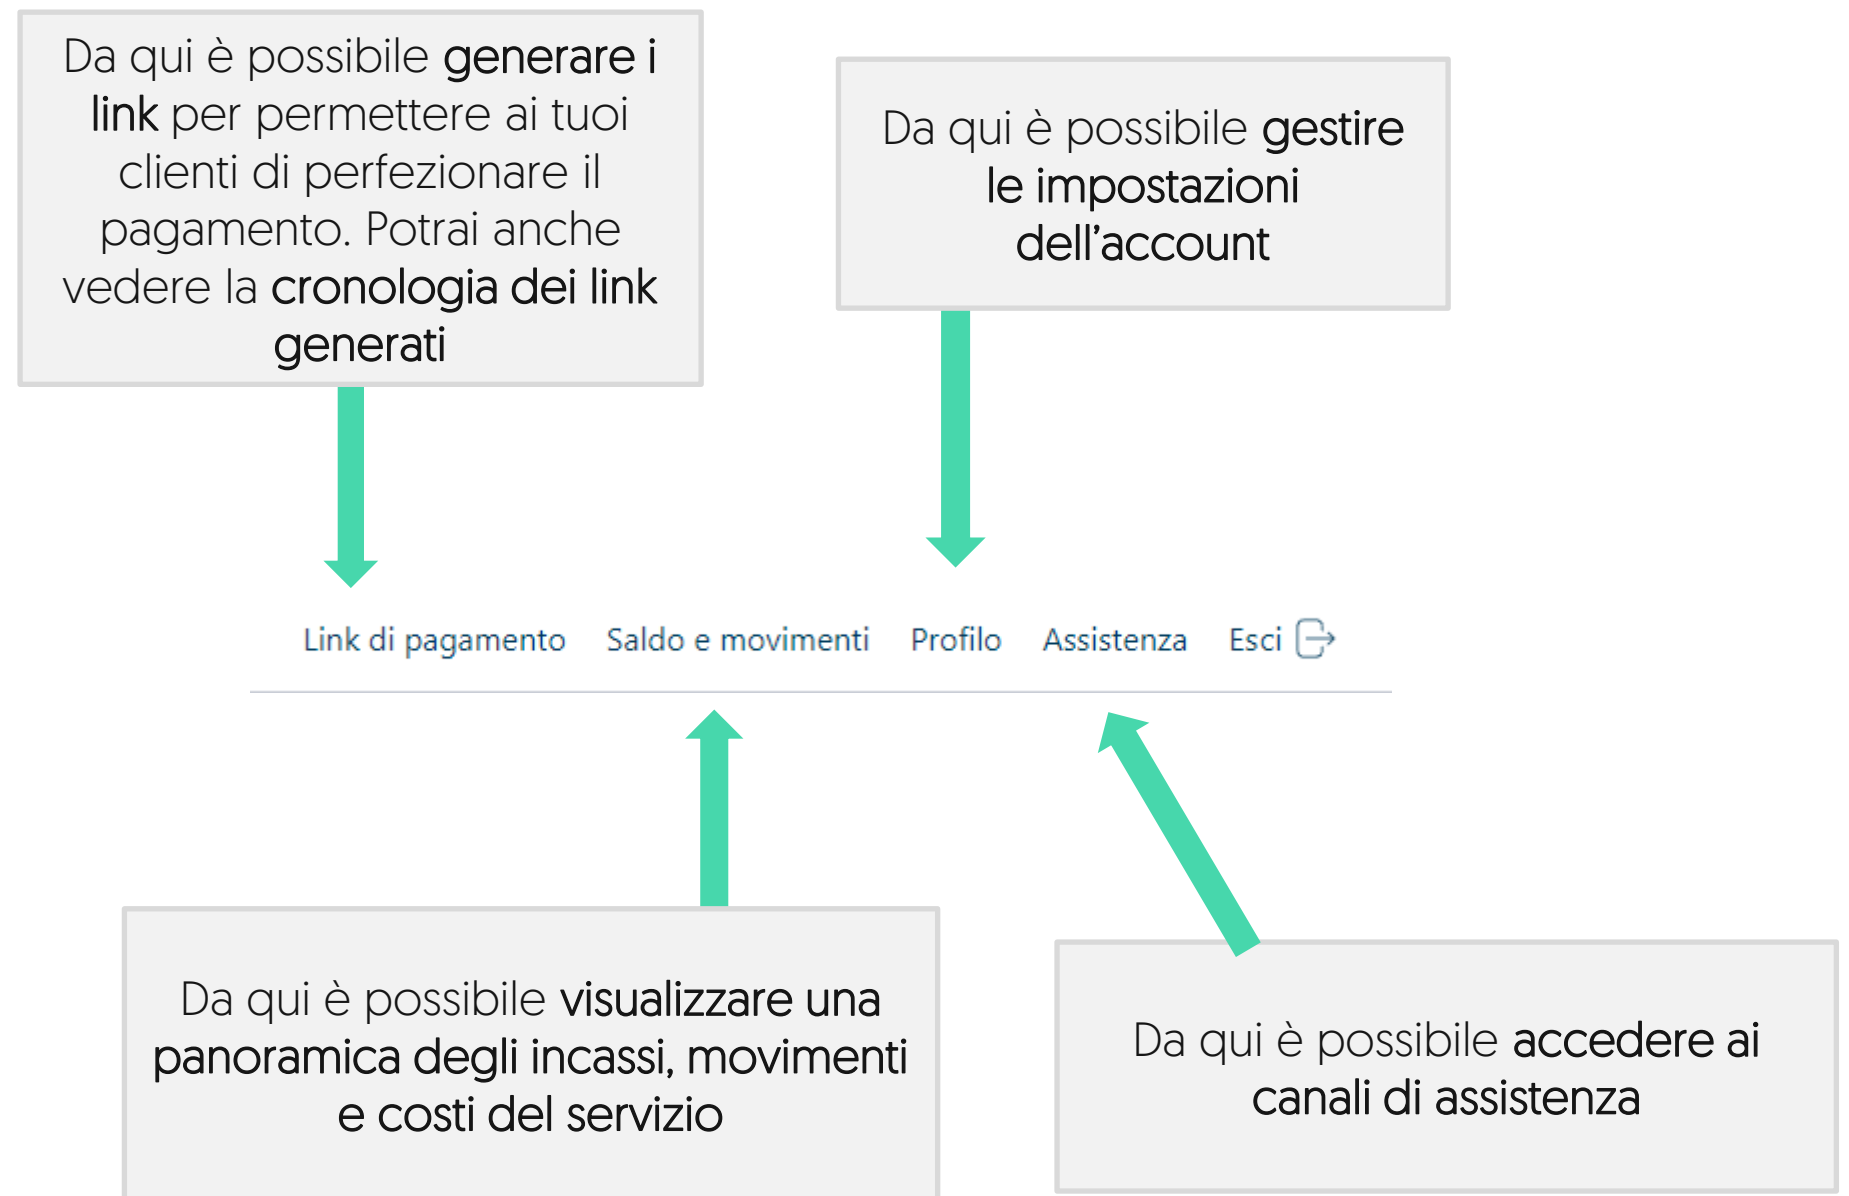 Da qui è possibile generare i
link per permettere ai tuoi
clienti di perfezionare il
pagamento. Potrai anche
vedere la cronologia dei link
generati
Da qui è possibile gestire
le impostazioni
dell’account
Link di pagamento Saldo e movimenti Profilo Assistenza Esci
Da qui è possibile visualizzare una
panoramica degli incassi, movimenti
e costi del servizio
Da qui è possibile accedere ai
canali di assistenza